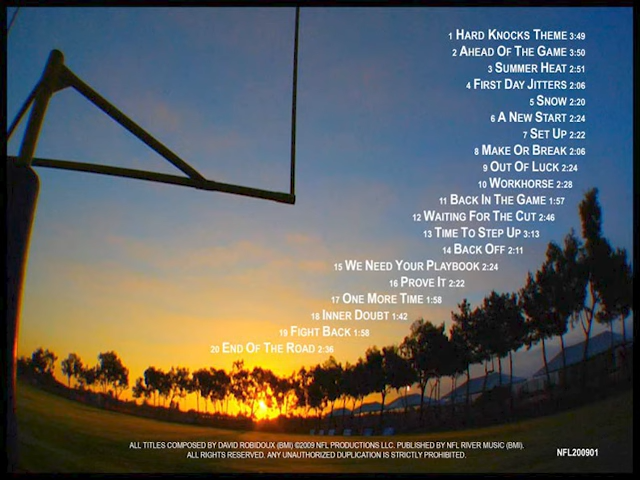 1 HARD KNOCKS THEME 3:49
2 AHEAD OF THE GAME 3:50
3 SUMMER HEAT 2:51
4 FIRST DAY JITTERS 2:06
5 SNOW 2:20
6 A NEW START 2:24
7 SET UP 2:22
8 MAKE OR BREAK 2:06
9 OUT OF LUCK 2:24
10 WORKHORSE 2:28
11 BACK IN THE GAME 1:57
12 WAITING FOR THE CUT 2:46
13 TIME TO STEP UP 3:13
14 BACK OFF 2:11
15 WE NEED YOUR PLAYBOOK 2:24
16 PROVE IT 2:22
17 ONE MORE TIME 1:58
18 INNER DOUBT 1:42
19 FIGHT BACK 1:58
20 END OF THE ROAD 2:36
ALL TITLES COMPOSED BY DAVID ROBIDOUX (BMI) ©2009 NFL PRODUCTIONS LLC. PUBLISHED BY NFL RIVER MUSIC (BMI).
ALL RIGHTS RESERVED. ANY UNAUTHORIZED DUPLICATION IS STRICTLY PROHIBITED.
NFL200901